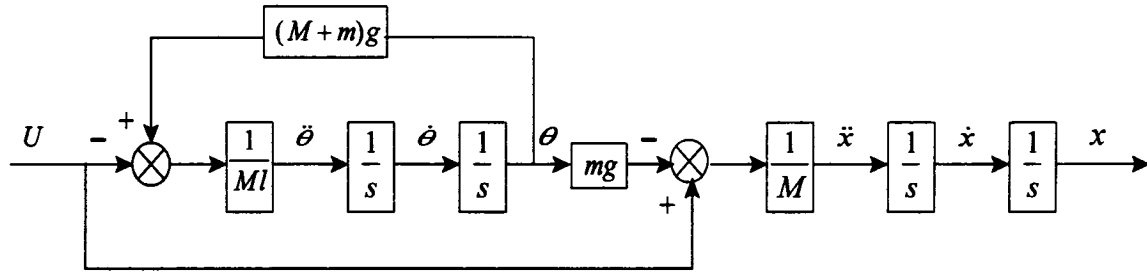 (M+m)g
U − + 1/Ml θ̈ 1/s θ̇ 1/s θ mg − + 1/M ẍ 1/s ẋ 1/s x